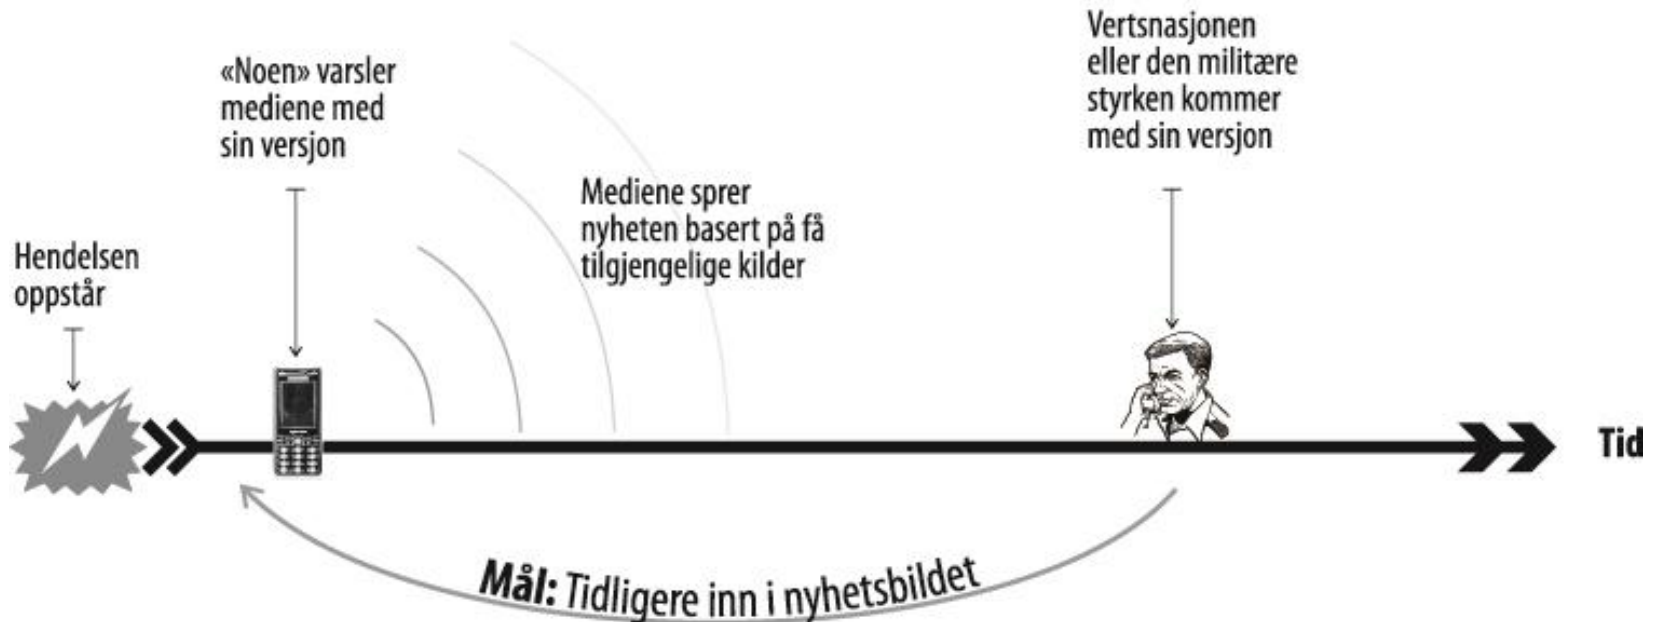 Hendelsen
oppstår
«Noen» varsler
mediene med
sin versjon
Mediene sprer
nyheten basert på få
tilgjengelige kilder
Vertsnasjonen
eller den militære
styrken kommer
med sin versjon
Tid
Mål: Tidligere inn i nyhetsbildet